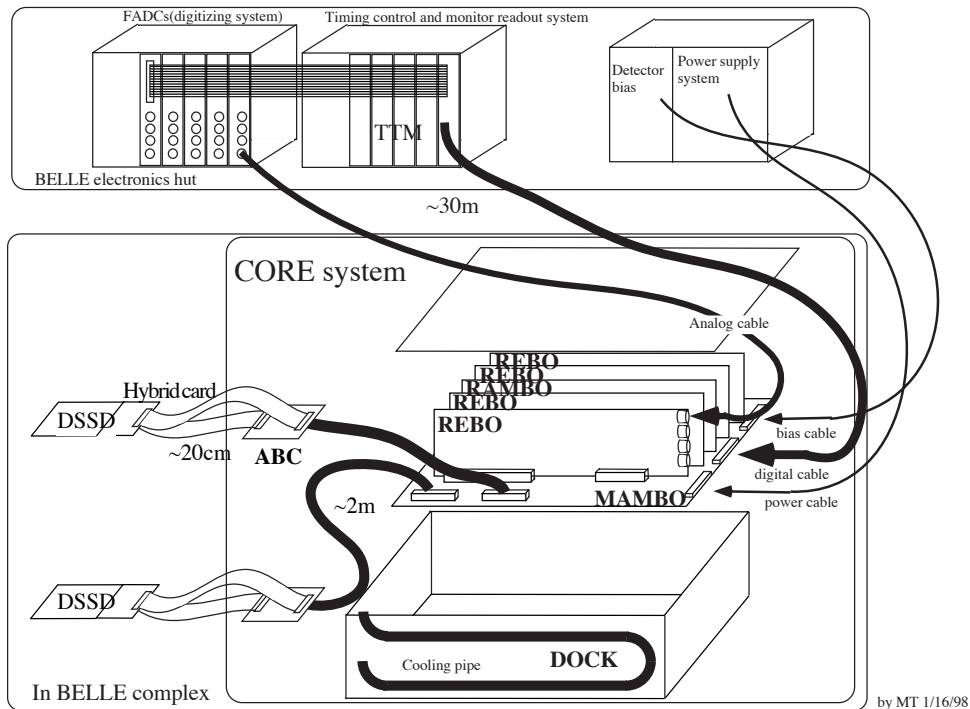 FADCs(digitizing system)
Timing control and monitor readout system
Detector
bias
Power supply
system
TTM
BELLE electronics hut
~30m
CORE system
Analog cable
REBO
REBO
RAMBO
REBO
REBO
Hybrid card
DSSD
~20cm
ABC
bias cable
digital cable
MAMBO
power cable
~2m
DSSD
DOCK
Cooling pipe
In BELLE complex
by MT 1/16/98